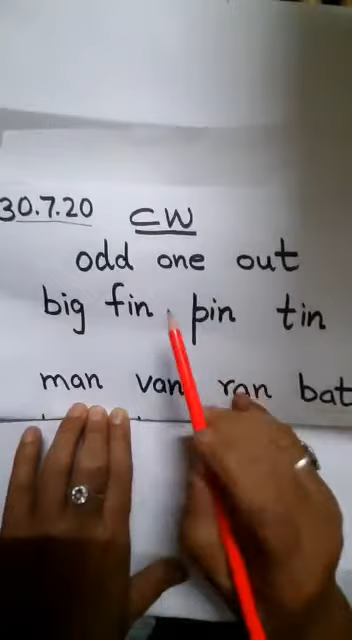 30.7.20 CW
odd one out
big fin pin tin
man van ran bat